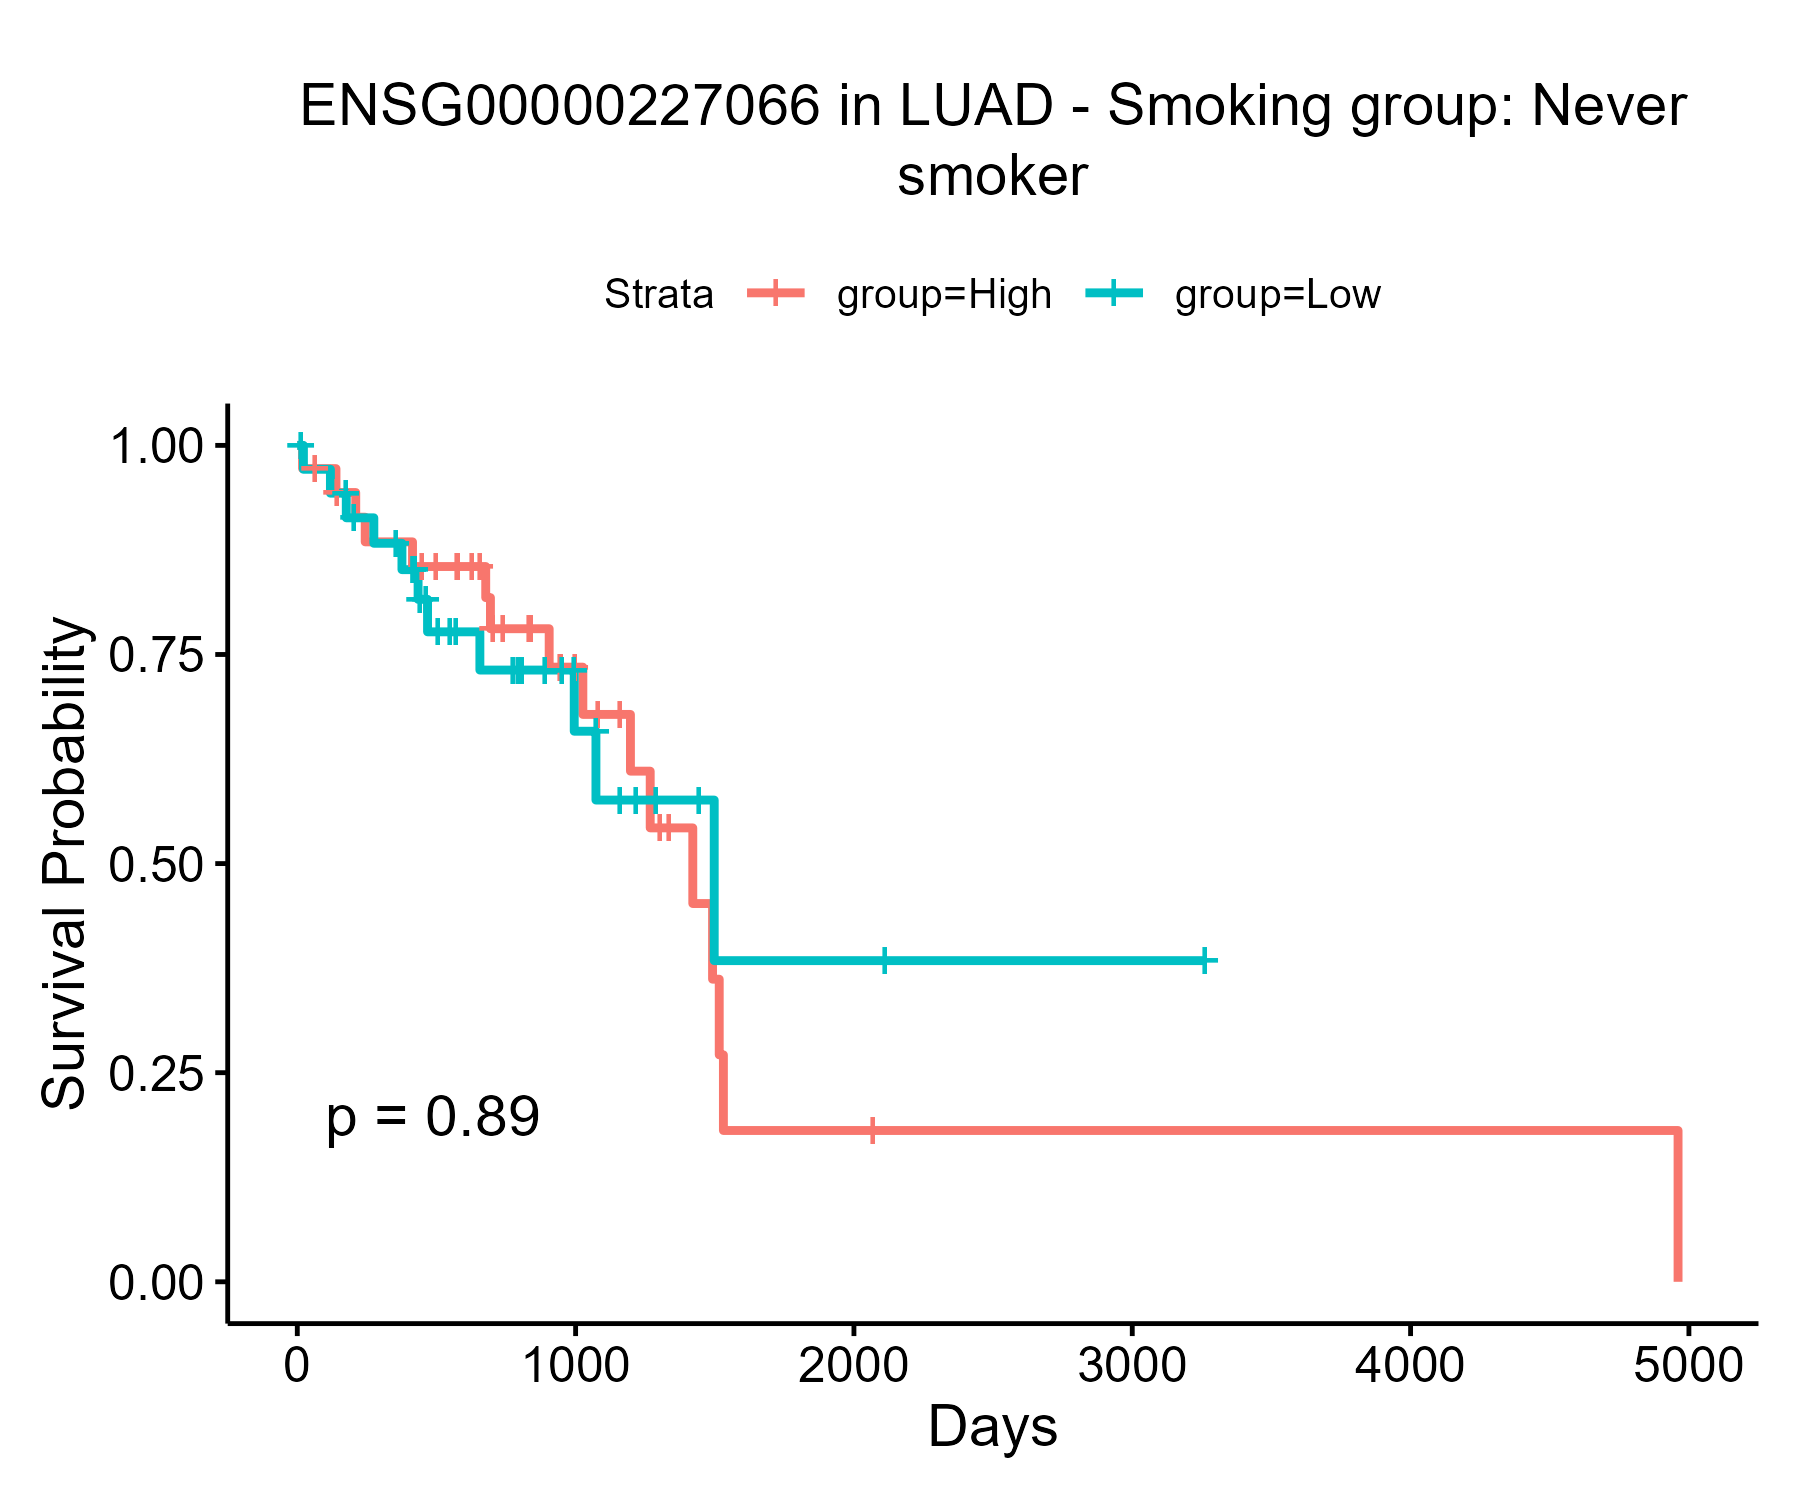 ENSG00000227066 in LUAD - Smoking group: Never
smoker
Strata group=High group=Low
1.00
0.75
0.50
0.25
0.00
Survival Probability
p = 0.89
0 1000 2000 3000 4000 5000
Days